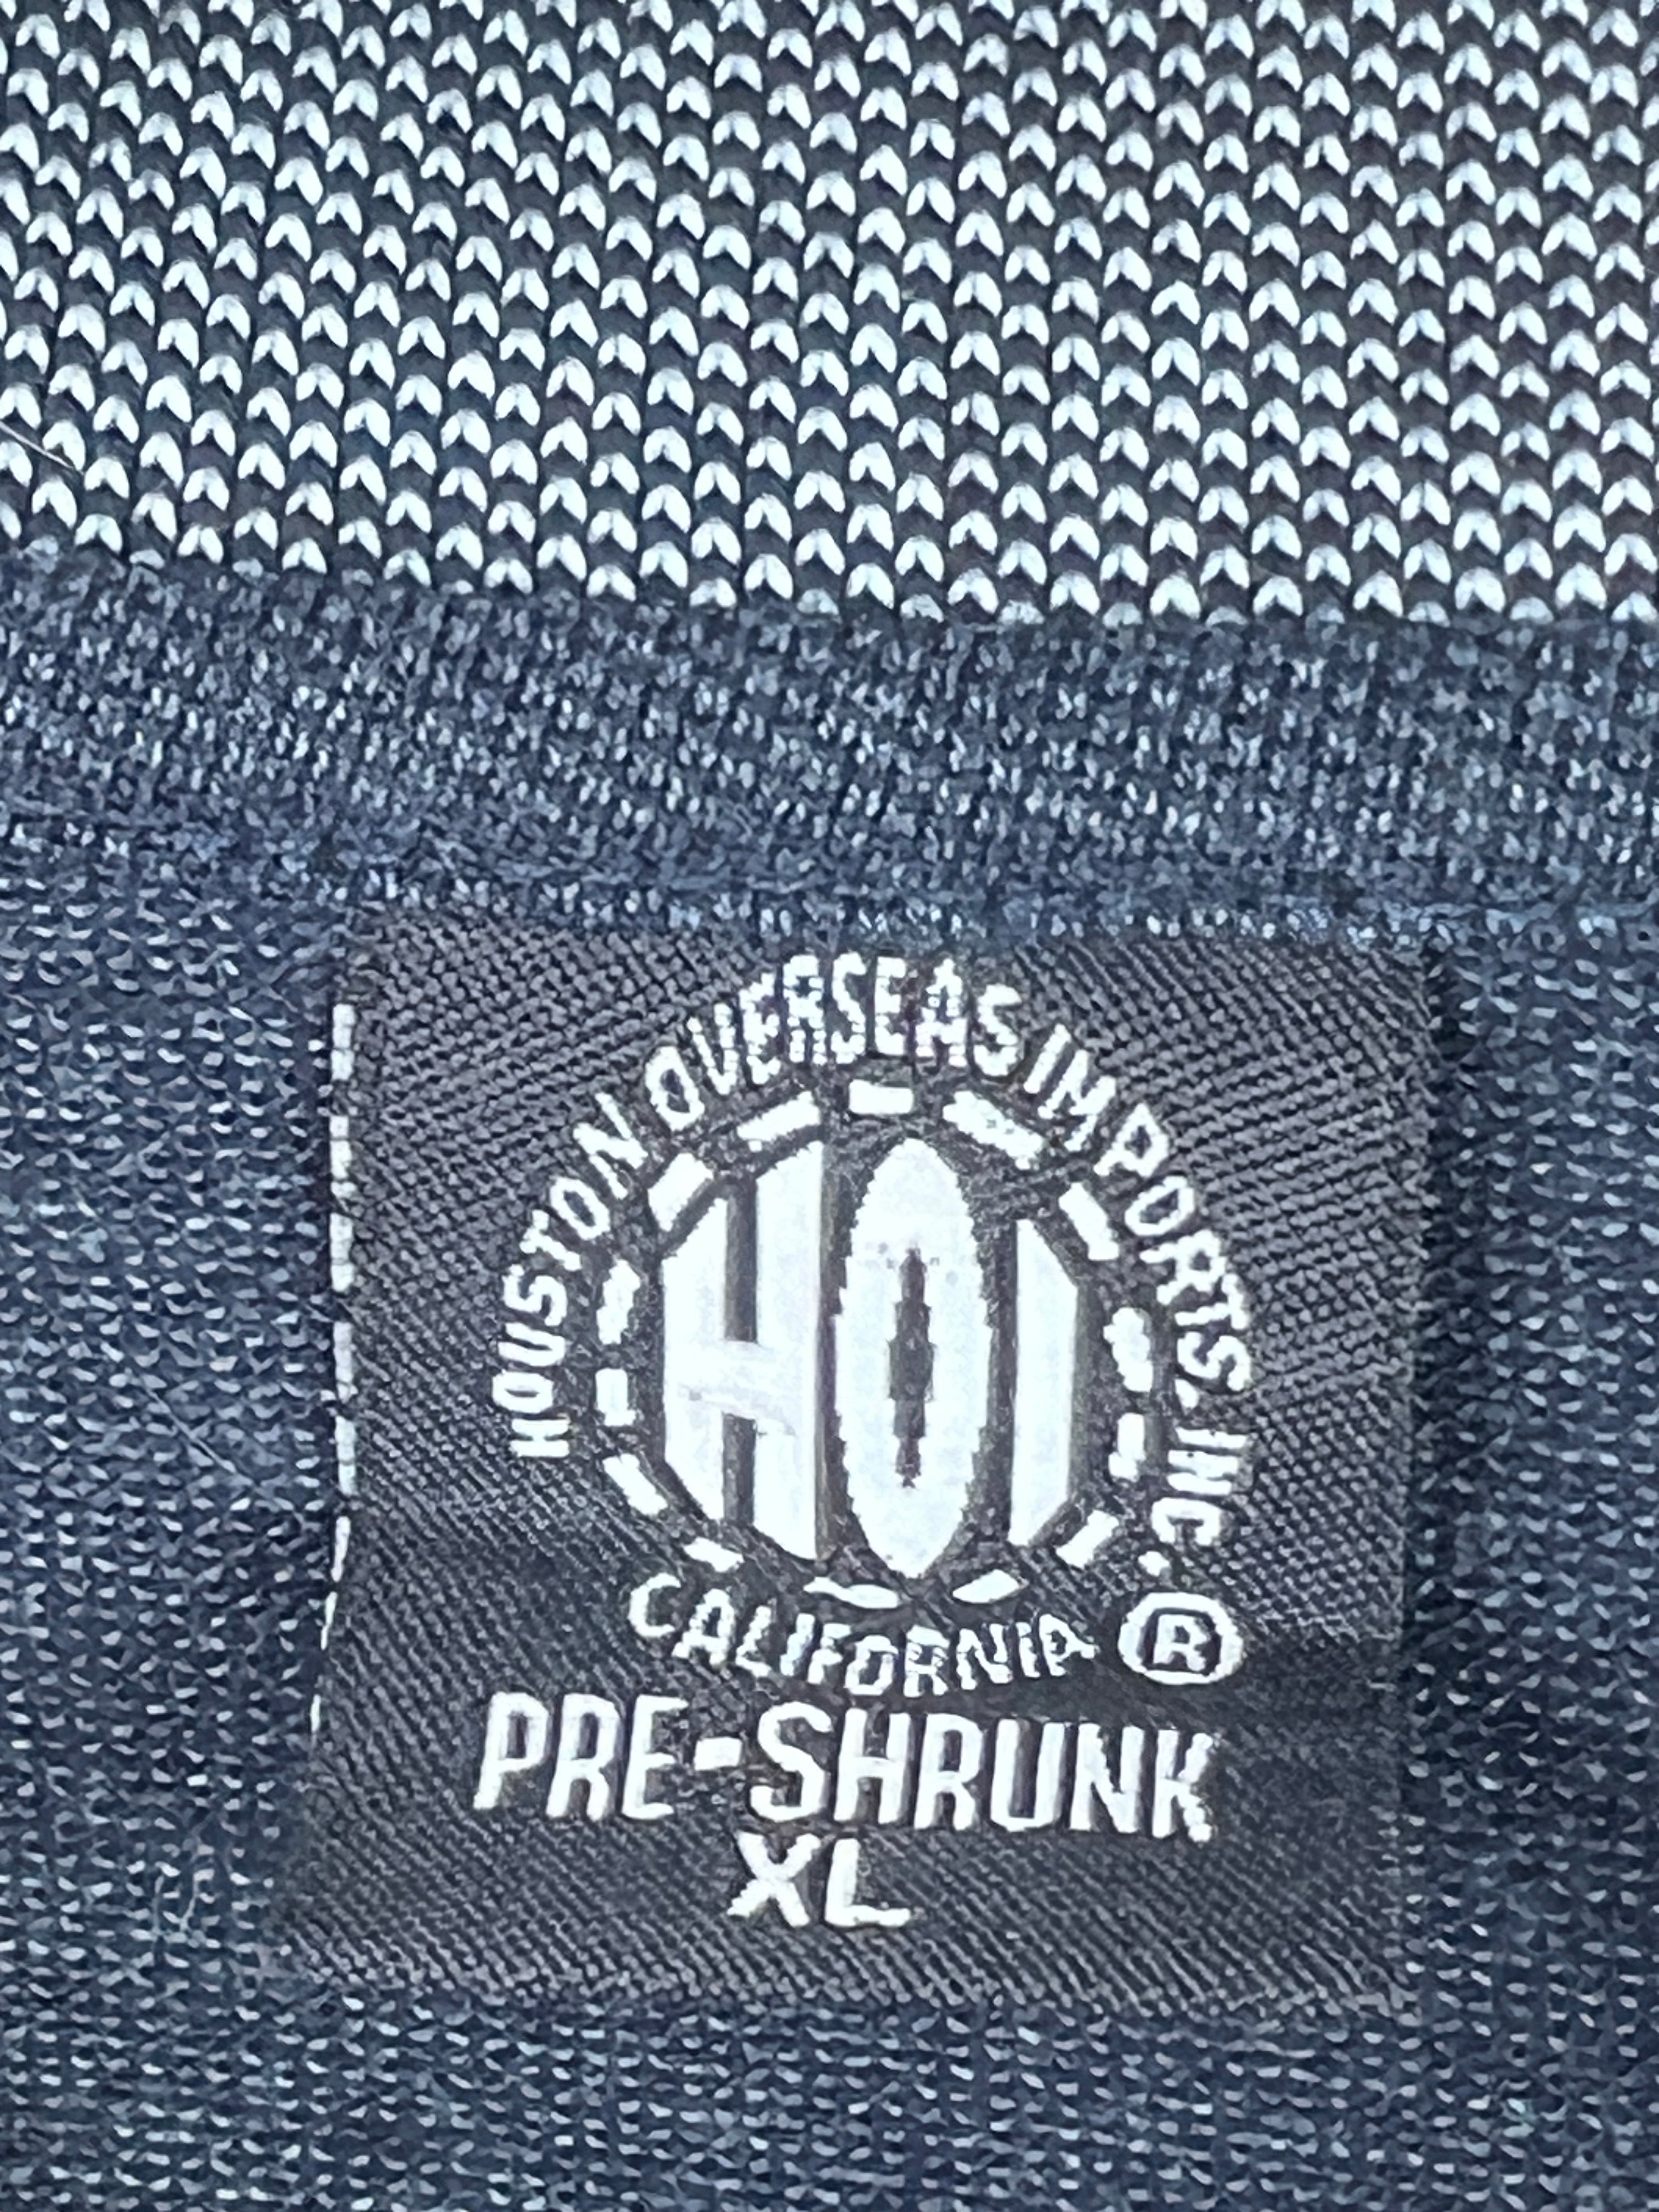 HOUSTON OVERSEAS IMPORTS, INC.
HOI
CALIFORNIA ®
PRE-SHRUNK
XL